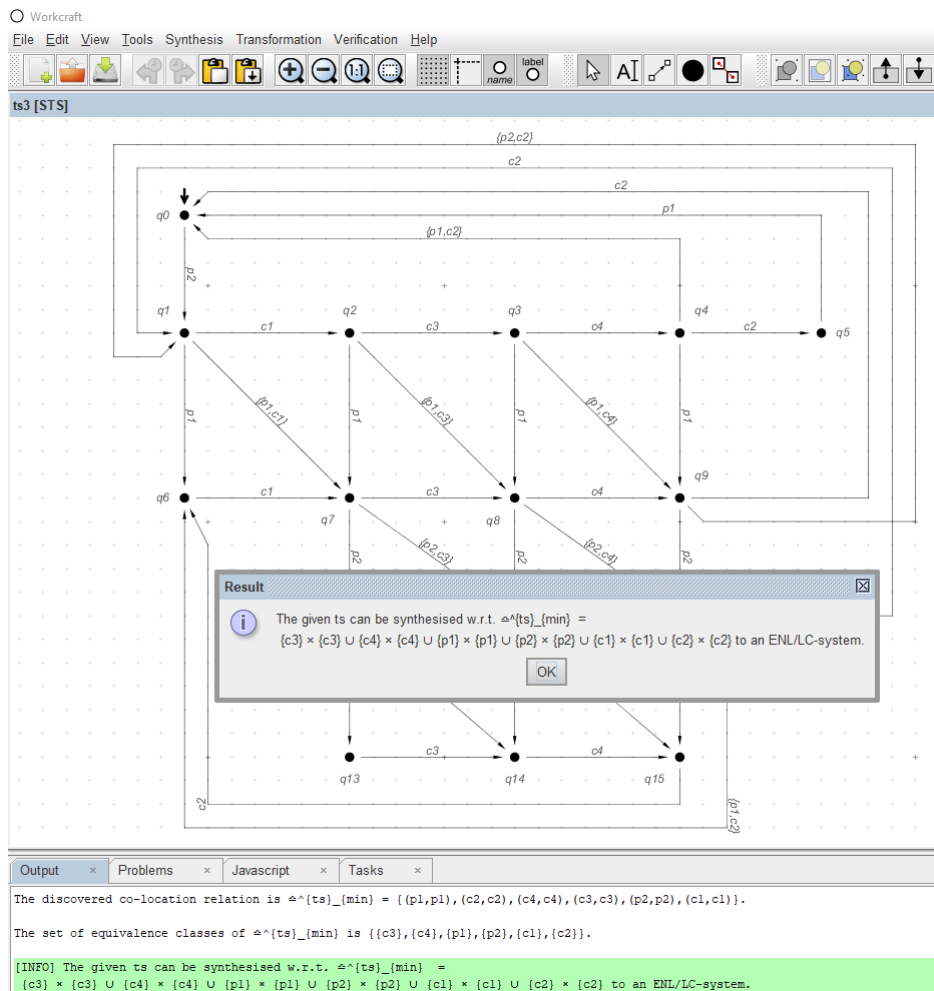 Workcraft
File Edit View Tools Synthesis Transformation Verification Help
name label
ts3 [STS]
{p2,c2}
c2
c2
p1
q0
{p1,c2}
p2
q1 q2 q3 q4
c1 c3 c4 c2 q5
p1 {p1,c1} p1 {p1,c3} p1 {p1,c4} p1
q9
q6 c1 c3 c4
q7 q8
p2 {p2,c3} p2 {p2,c4} p2
Result
The given ts can be synthesised w.r.t. ≏^{ts}_{min} =
{c3} × {c3} ∪ {c4} × {c4} ∪ {p1} × {p1} ∪ {p2} × {p2} ∪ {c1} × {c1} ∪ {c2} × {c2} to an ENL/LC-system.
OK
c3 c4
q13 q14 q15
c2 {p1,c2}
Output × Problems × Javascript × Tasks ×
The discovered co-location relation is ≏^{ts}_{min} = {(p1,p1),(c2,c2),(c4,c4),(c3,c3),(p2,p2),(c1,c1)}.
The set of equivalence classes of ≏^{ts}_{min} is {{c3},{c4},{p1},{p2},{c1},{c2}}.
[INFO] The given ts can be synthesised w.r.t. ≏^{ts}_{min} =
{c3} × {c3} ∪ {c4} × {c4} ∪ {p1} × {p1} ∪ {p2} × {p2} ∪ {c1} × {c1} ∪ {c2} × {c2} to an ENL/LC-system.